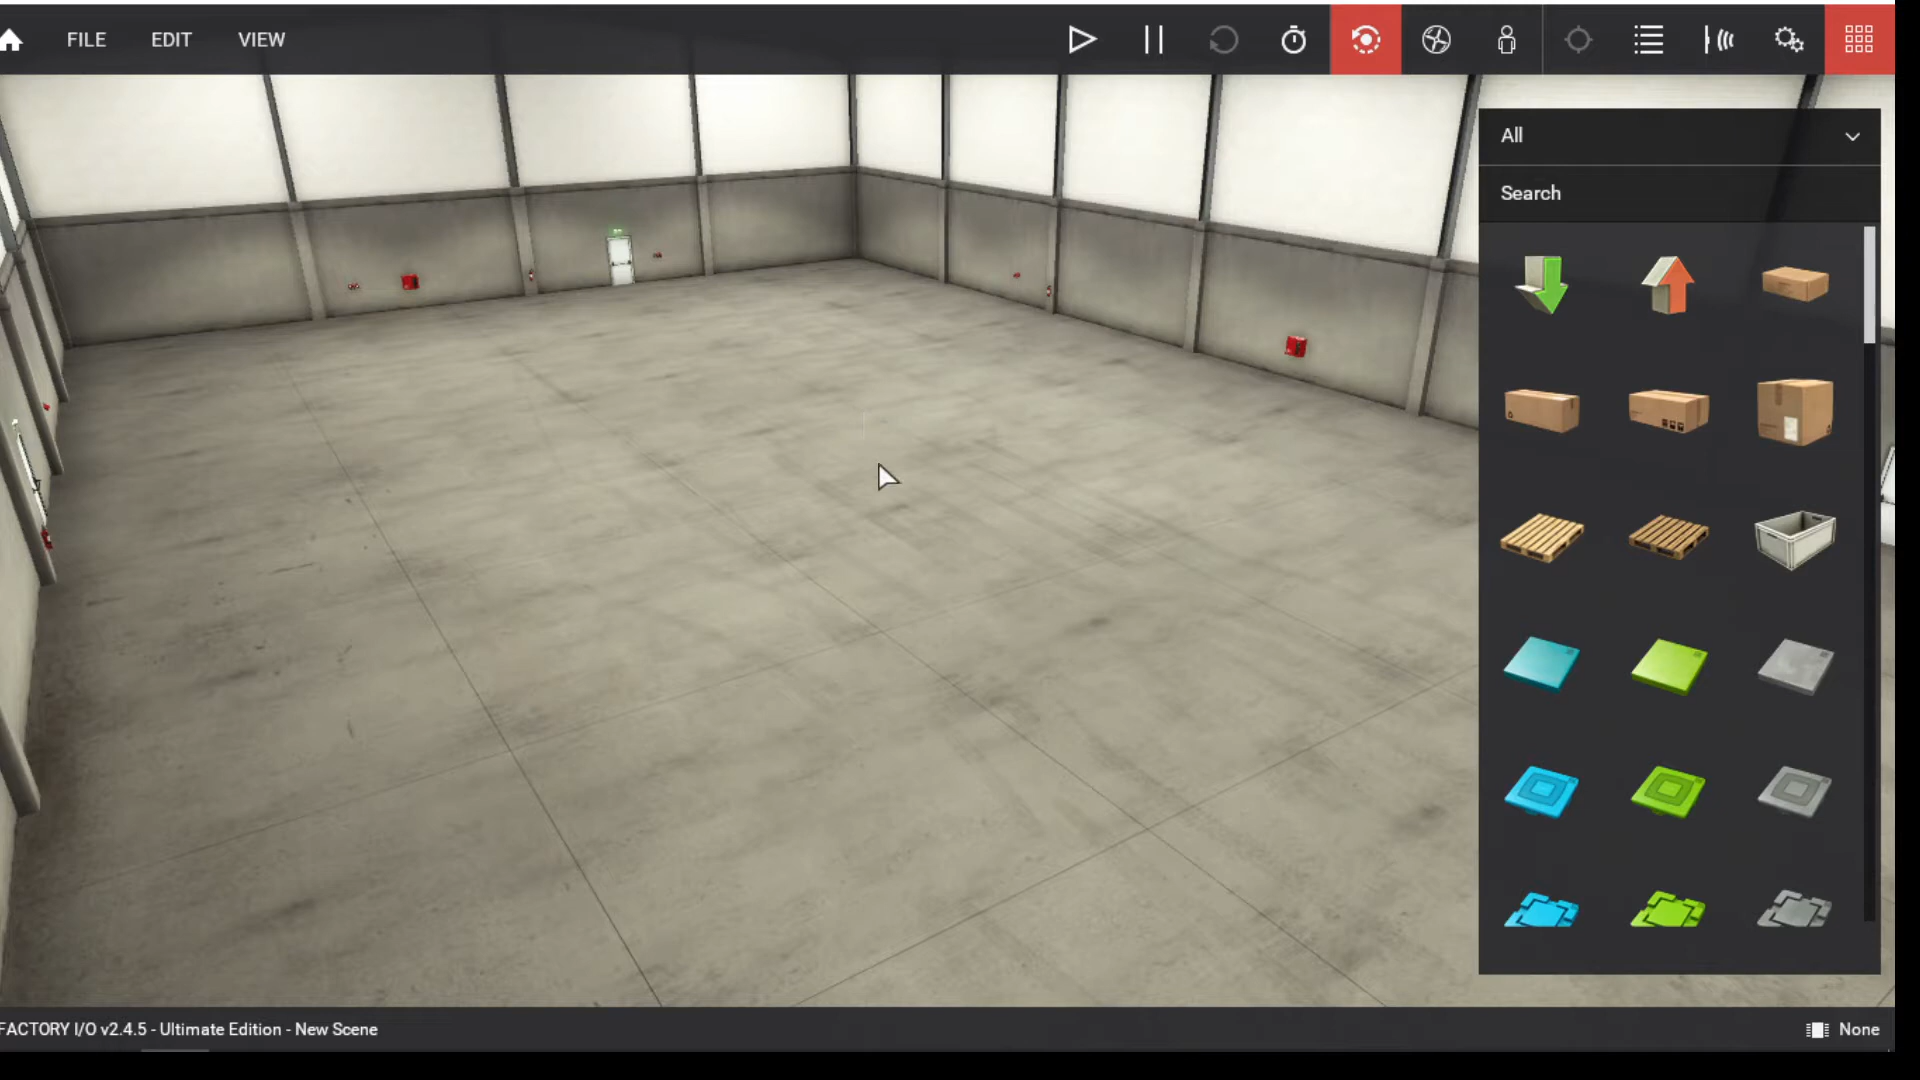 FILE EDIT VIEW
All
Search
FACTORY I/O v2.4.5 - Ultimate Edition - New Scene
None